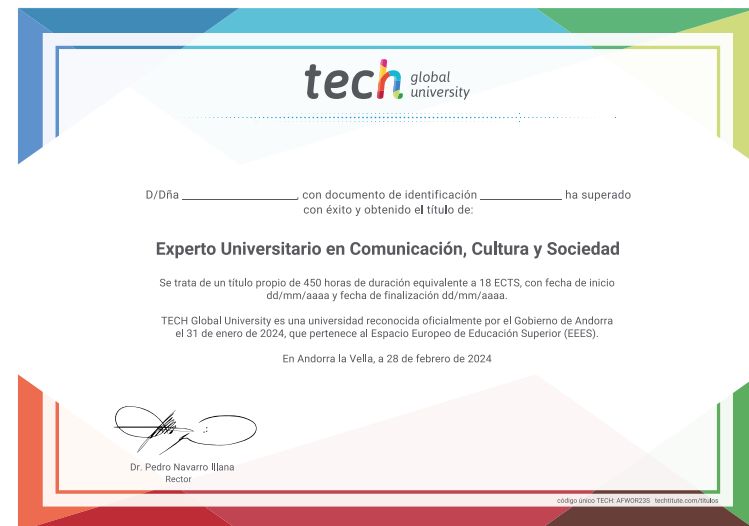 tech global
university
D/Dña ____________, con documento de identificación ____________ ha superado
con éxito y obtenido el título de:
Experto Universitario en Comunicación, Cultura y Sociedad
Se trata de un título propio de 450 horas de duración equivalente a 18 ECTS, con fecha de inicio
dd/mm/aaaa y fecha de finalización dd/mm/aaaa.
TECH Global University es una universidad reconocida oficialmente por el Gobierno de Andorra
el 31 de enero de 2024, que pertenece al Espacio Europeo de Educación Superior (EEES).
En Andorra la Vella, a 28 de febrero de 2024
Dr. Pedro Navarro Illana
Rector
código único TECH: AFWOR23S techtitute.com/titulos